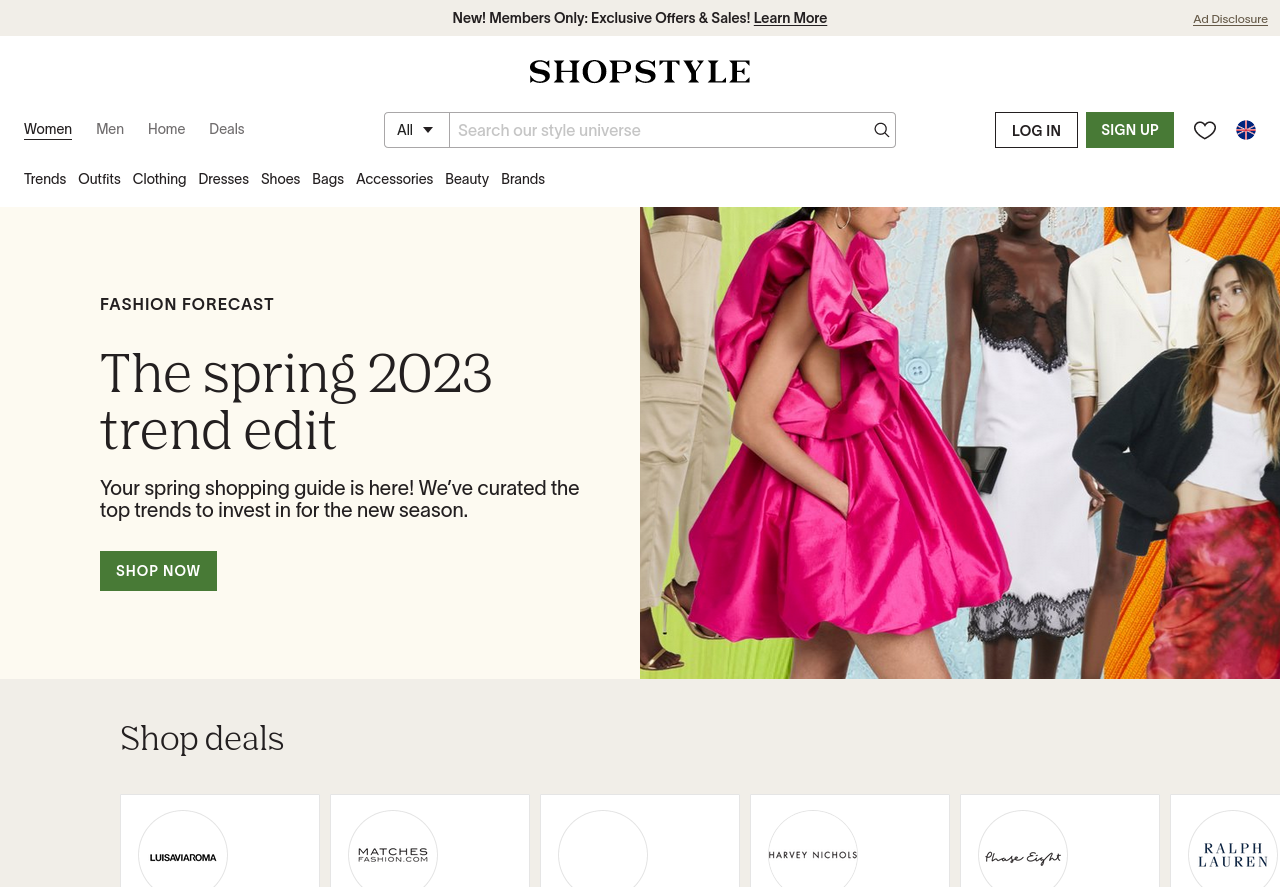 New! Members Only: Exclusive Offers & Sales! Learn More
Ad Disclosure
SHOPSTYLE
Women Men Home Deals
All Search our style universe
LOG IN SIGN UP
Trends Outfits Clothing Dresses Shoes Bags Accessories Beauty Brands
FASHION FORECAST
The spring 2023
trend edit
Your spring shopping guide is here! We’ve curated the
top trends to invest in for the new season.
SHOP NOW
Shop deals
LUISAVIAROMA
MATCHES
FASHION.COM
HARVEY NICHOLS
Phase Eight
RALPH
LAUREN